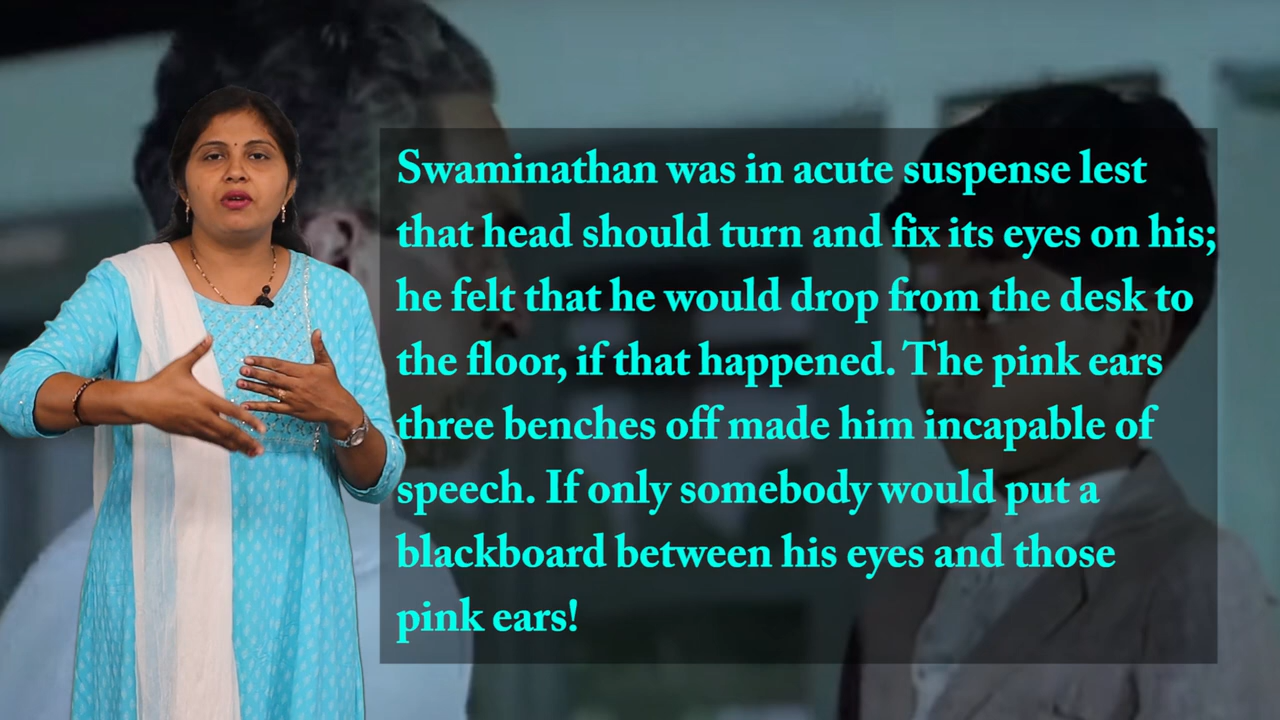 Swaminathan was in acute suspense lest
that head should turn and fix its eyes on his;
he felt that he would drop from the desk to
the floor, if that happened. The pink ears
three benches off made him incapable of
speech. If only somebody would put a
blackboard between his eyes and those
pink ears!